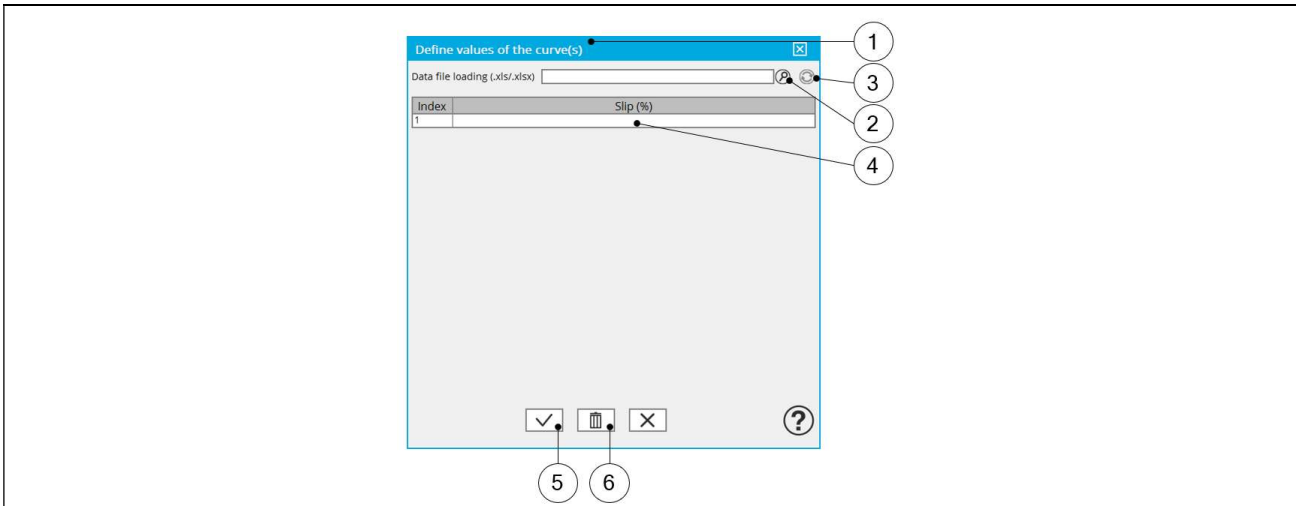 Define values of the curve(s)
1
Data file loading (.xls/.xlsx)
3
Index Slip (%)
1
2
4
?
5 6